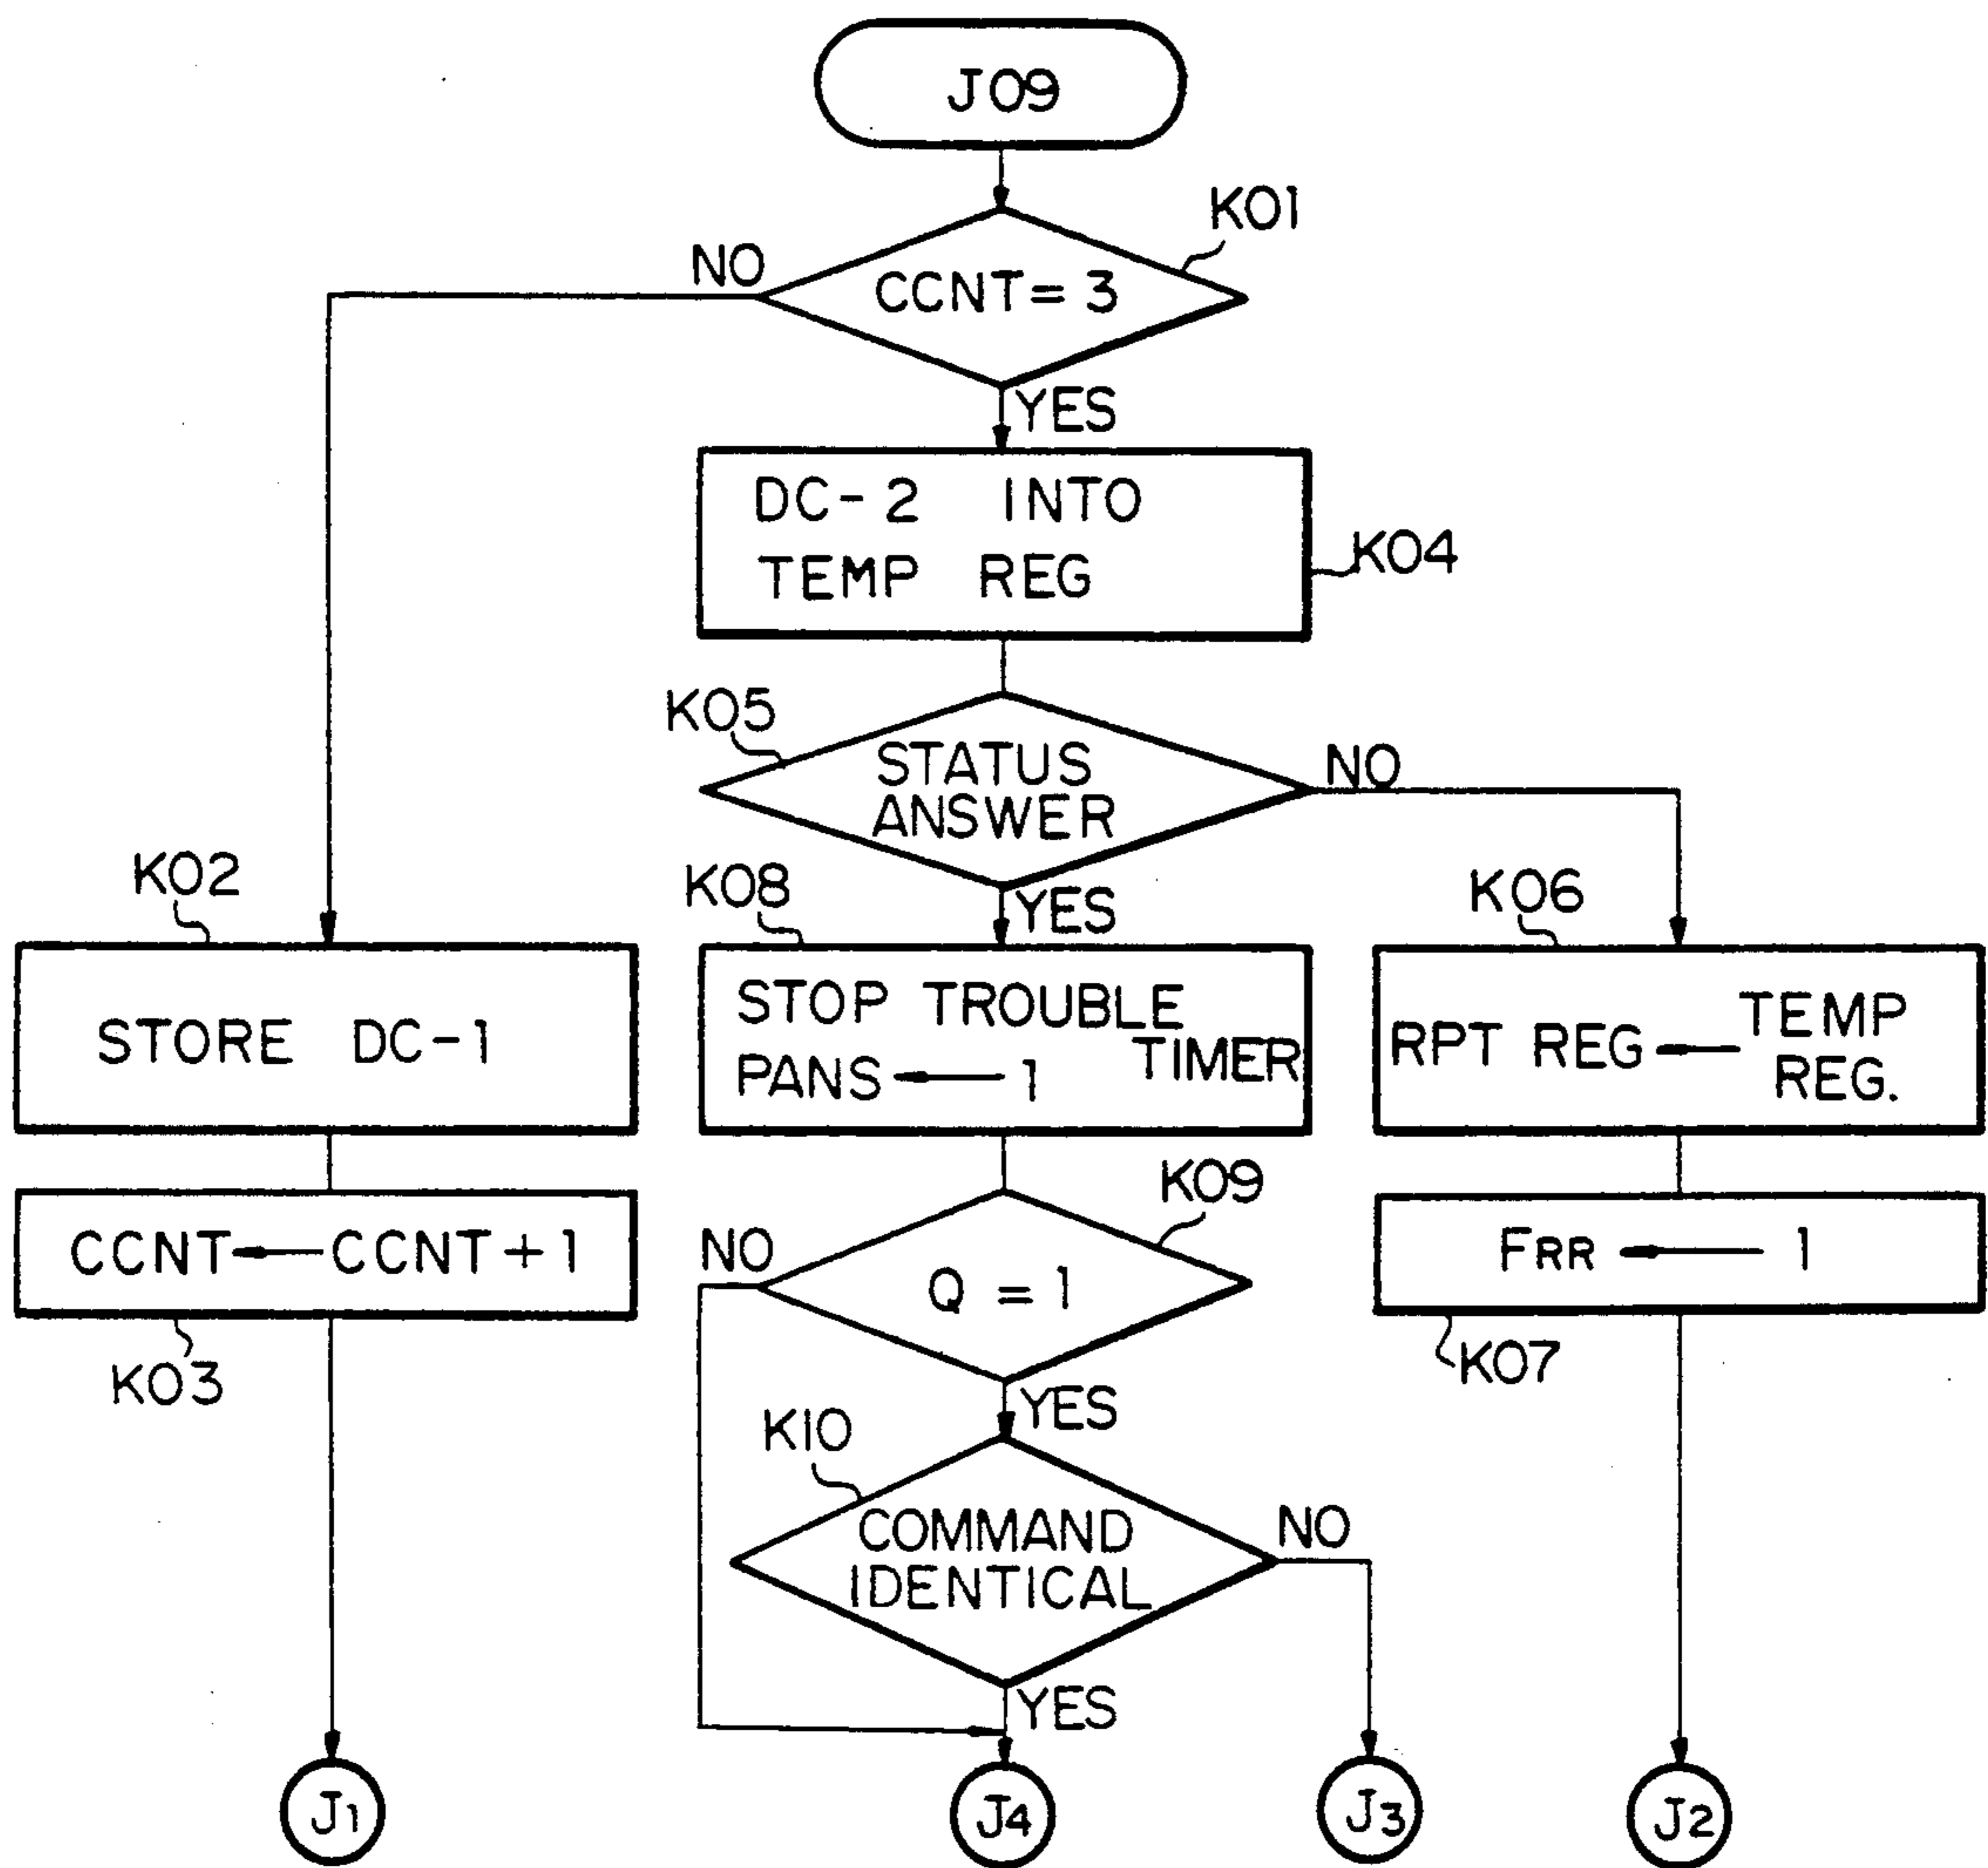 J09
K01
NO
CCNT = 3
YES
DC-2 INTO
TEMP REG
K04
K05
STATUS
ANSWER
NO
K02
K08
YES
K06
STORE DC-1
STOP TROUBLE
TIMER
PANS ← 1
RPT REG ← TEMP
REG.
K09
CCNT ← CCNT + 1
NO
Q = 1
FRR ← 1
K03
K07
YES
K10
COMMAND
IDENTICAL
NO
YES
J1
J4
J3
J2